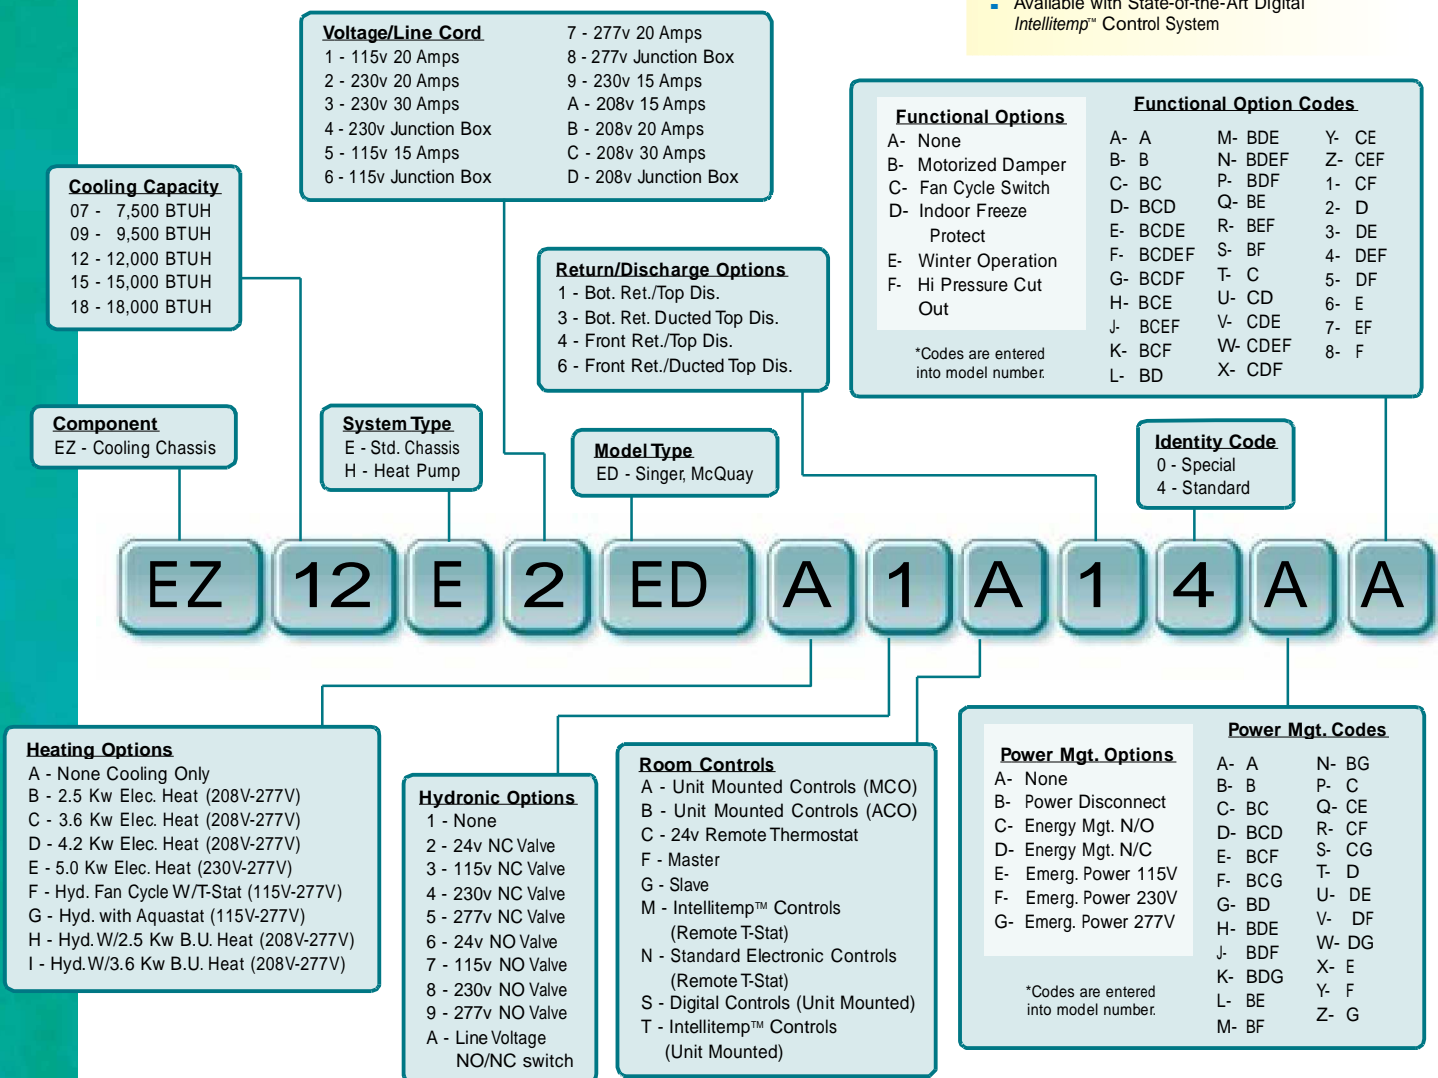 Available with State-of-the-Art Digital
Intellitemp™ Control System
Voltage/Line Cord
1 - 115v 20 Amps
2 - 230v 20 Amps
3 - 230v 30 Amps
4 - 230v Junction Box
5 - 115v 15 Amps
6 - 115v Junction Box
7 - 277v 20 Amps
8 - 277v Junction Box
9 - 230v 15 Amps
A - 208v 15 Amps
B - 208v 20 Amps
C - 208v 30 Amps
D - 208v Junction Box
Cooling Capacity
07 - 7,500 BTUH
09 - 9,500 BTUH
12 - 12,000 BTUH
15 - 15,000 BTUH
18 - 18,000 BTUH
Return/Discharge Options
1 - Bot. Ret./Top Dis.
3 - Bot. Ret. Ducted Top Dis.
4 - Front Ret./Top Dis.
6 - Front Ret./Ducted Top Dis.
Functional Options
A- None
B- Motorized Damper
C- Fan Cycle Switch
D- Indoor Freeze
Protect
E- Winter Operation
F- Hi Pressure Cut
Out
*Codes are entered
into model number.
Functional Option Codes
A- A
B- B
C- BC
D- BCD
E- BCDE
F- BCDEF
G- BCDF
H- BCE
J- BCEF
K- BCF
L- BD
M- BDE
N- BDEF
P- BDF
Q- BE
R- BEF
S- BF
T- C
U- CD
V- CDE
W- CDEF
X- CDF
Y- CE
Z- CEF
1- CF
2- D
3- DE
4- DEF
5- DF
6- E
7- EF
8- F
Component
EZ - Cooling Chassis
System Type
E - Std. Chassis
H - Heat Pump
Model Type
ED - Singer, McQuay
Identity Code
0 - Special
4 - Standard
EZ 12 E 2 ED A 1 A 1 4 A A
Heating Options
A - None Cooling Only
B - 2.5 Kw Elec. Heat (208V-277V)
C - 3.6 Kw Elec. Heat (208V-277V)
D - 4.2 Kw Elec. Heat (208V-277V)
E - 5.0 Kw Elec. Heat (230V-277V)
F - Hyd. Fan Cycle W/T-Stat (115V-277V)
G - Hyd. with Aquastat (115V-277V)
H - Hyd. W/2.5 Kw B.U. Heat (208V-277V)
I - Hyd. W/3.6 Kw B.U. Heat (208V-277V)
Hydronic Options
1 - None
2 - 24v NC Valve
3 - 115v NC Valve
4 - 230v NC Valve
5 - 277v NC Valve
6 - 24v NO Valve
7 - 115v NO Valve
8 - 230v NO Valve
9 - 277v NO Valve
A - Line Voltage
NO/NC switch
Room Controls
A - Unit Mounted Controls (MCO)
B - Unit Mounted Controls (ACO)
C - 24v Remote Thermostat
F - Master
G - Slave
M - Intellitemp™ Controls
(Remote T-Stat)
N - Standard Electronic Controls
(Remote T-Stat)
S - Digital Controls (Unit Mounted)
T - Intellitemp™ Controls
(Unit Mounted)
Power Mgt. Options
A- None
B- Power Disconnect
C- Energy Mgt. N/O
D- Energy Mgt. N/C
E- Emerg. Power 115V
F- Emerg. Power 230V
G- Emerg. Power 277V
*Codes are entered
into model number.
Power Mgt. Codes
A- A
B- B
C- BC
D- BCD
E- BCF
F- BCG
G- BD
H- BDE
J- BDF
K- BDG
L- BE
M- BF
N- BG
P- C
Q- CE
R- CF
S- CG
T- D
U- DE
V- DF
W- DG
X- E
Y- F
Z- G